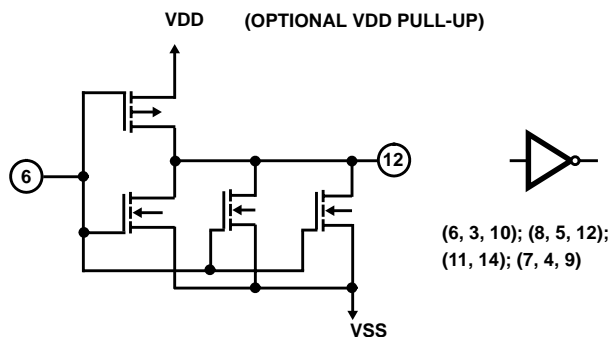 VDD (OPTIONAL VDD PULL-UP)
6
12
(6, 3, 10); (8, 5, 12);
(11, 14); (7, 4, 9)
VSS